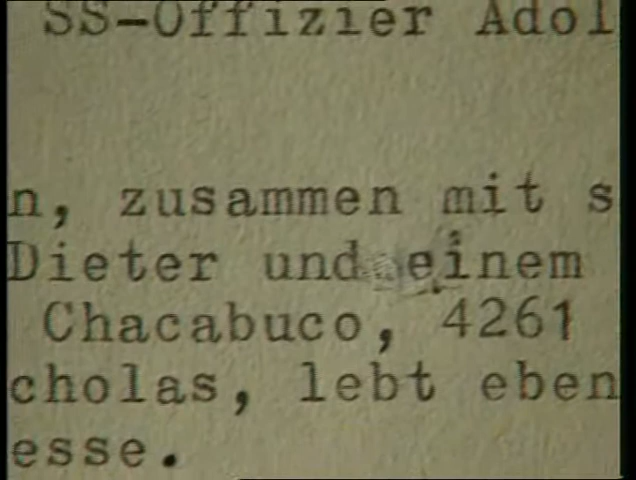 SS-Offizier Adol
n, zusammen mit s
Dieter und einem
Chacabuco, 4261
cholas, lebt eben
esse.